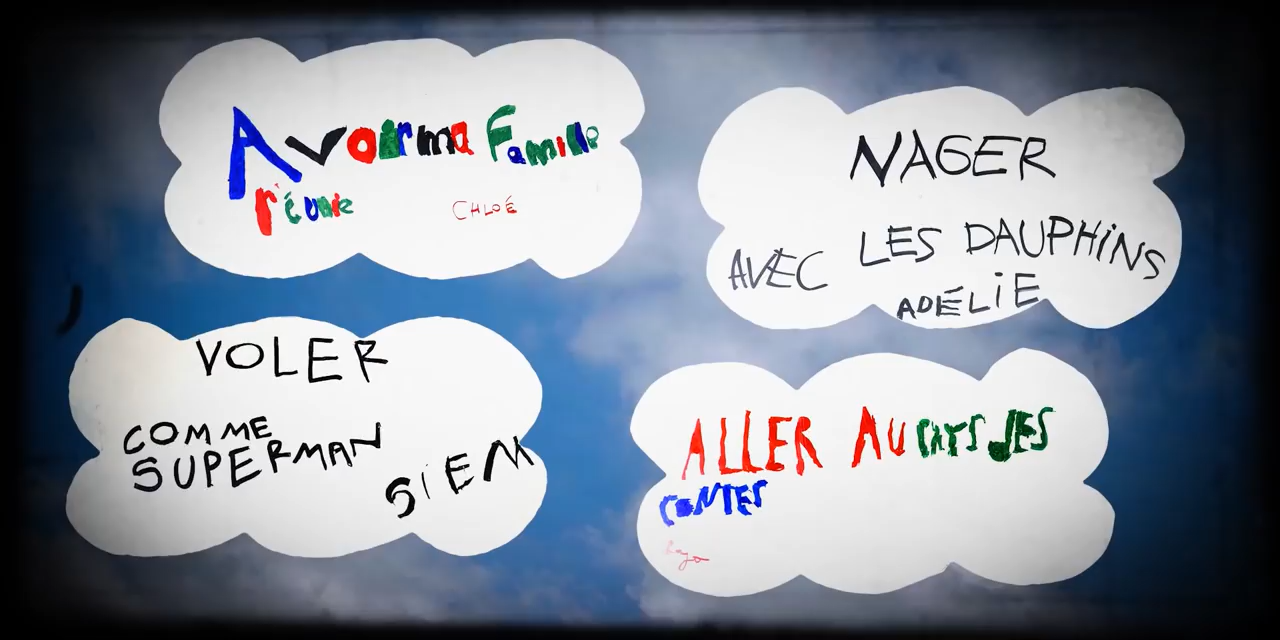 Avoir ma Famille
réunie
CHLOÉ
NAGER
AVEC LES DAUPHiNS
ADÉLiE
VOLER
COMME
SUPERMAN
SiEM
ALLER AU PAYS DES
CONTES